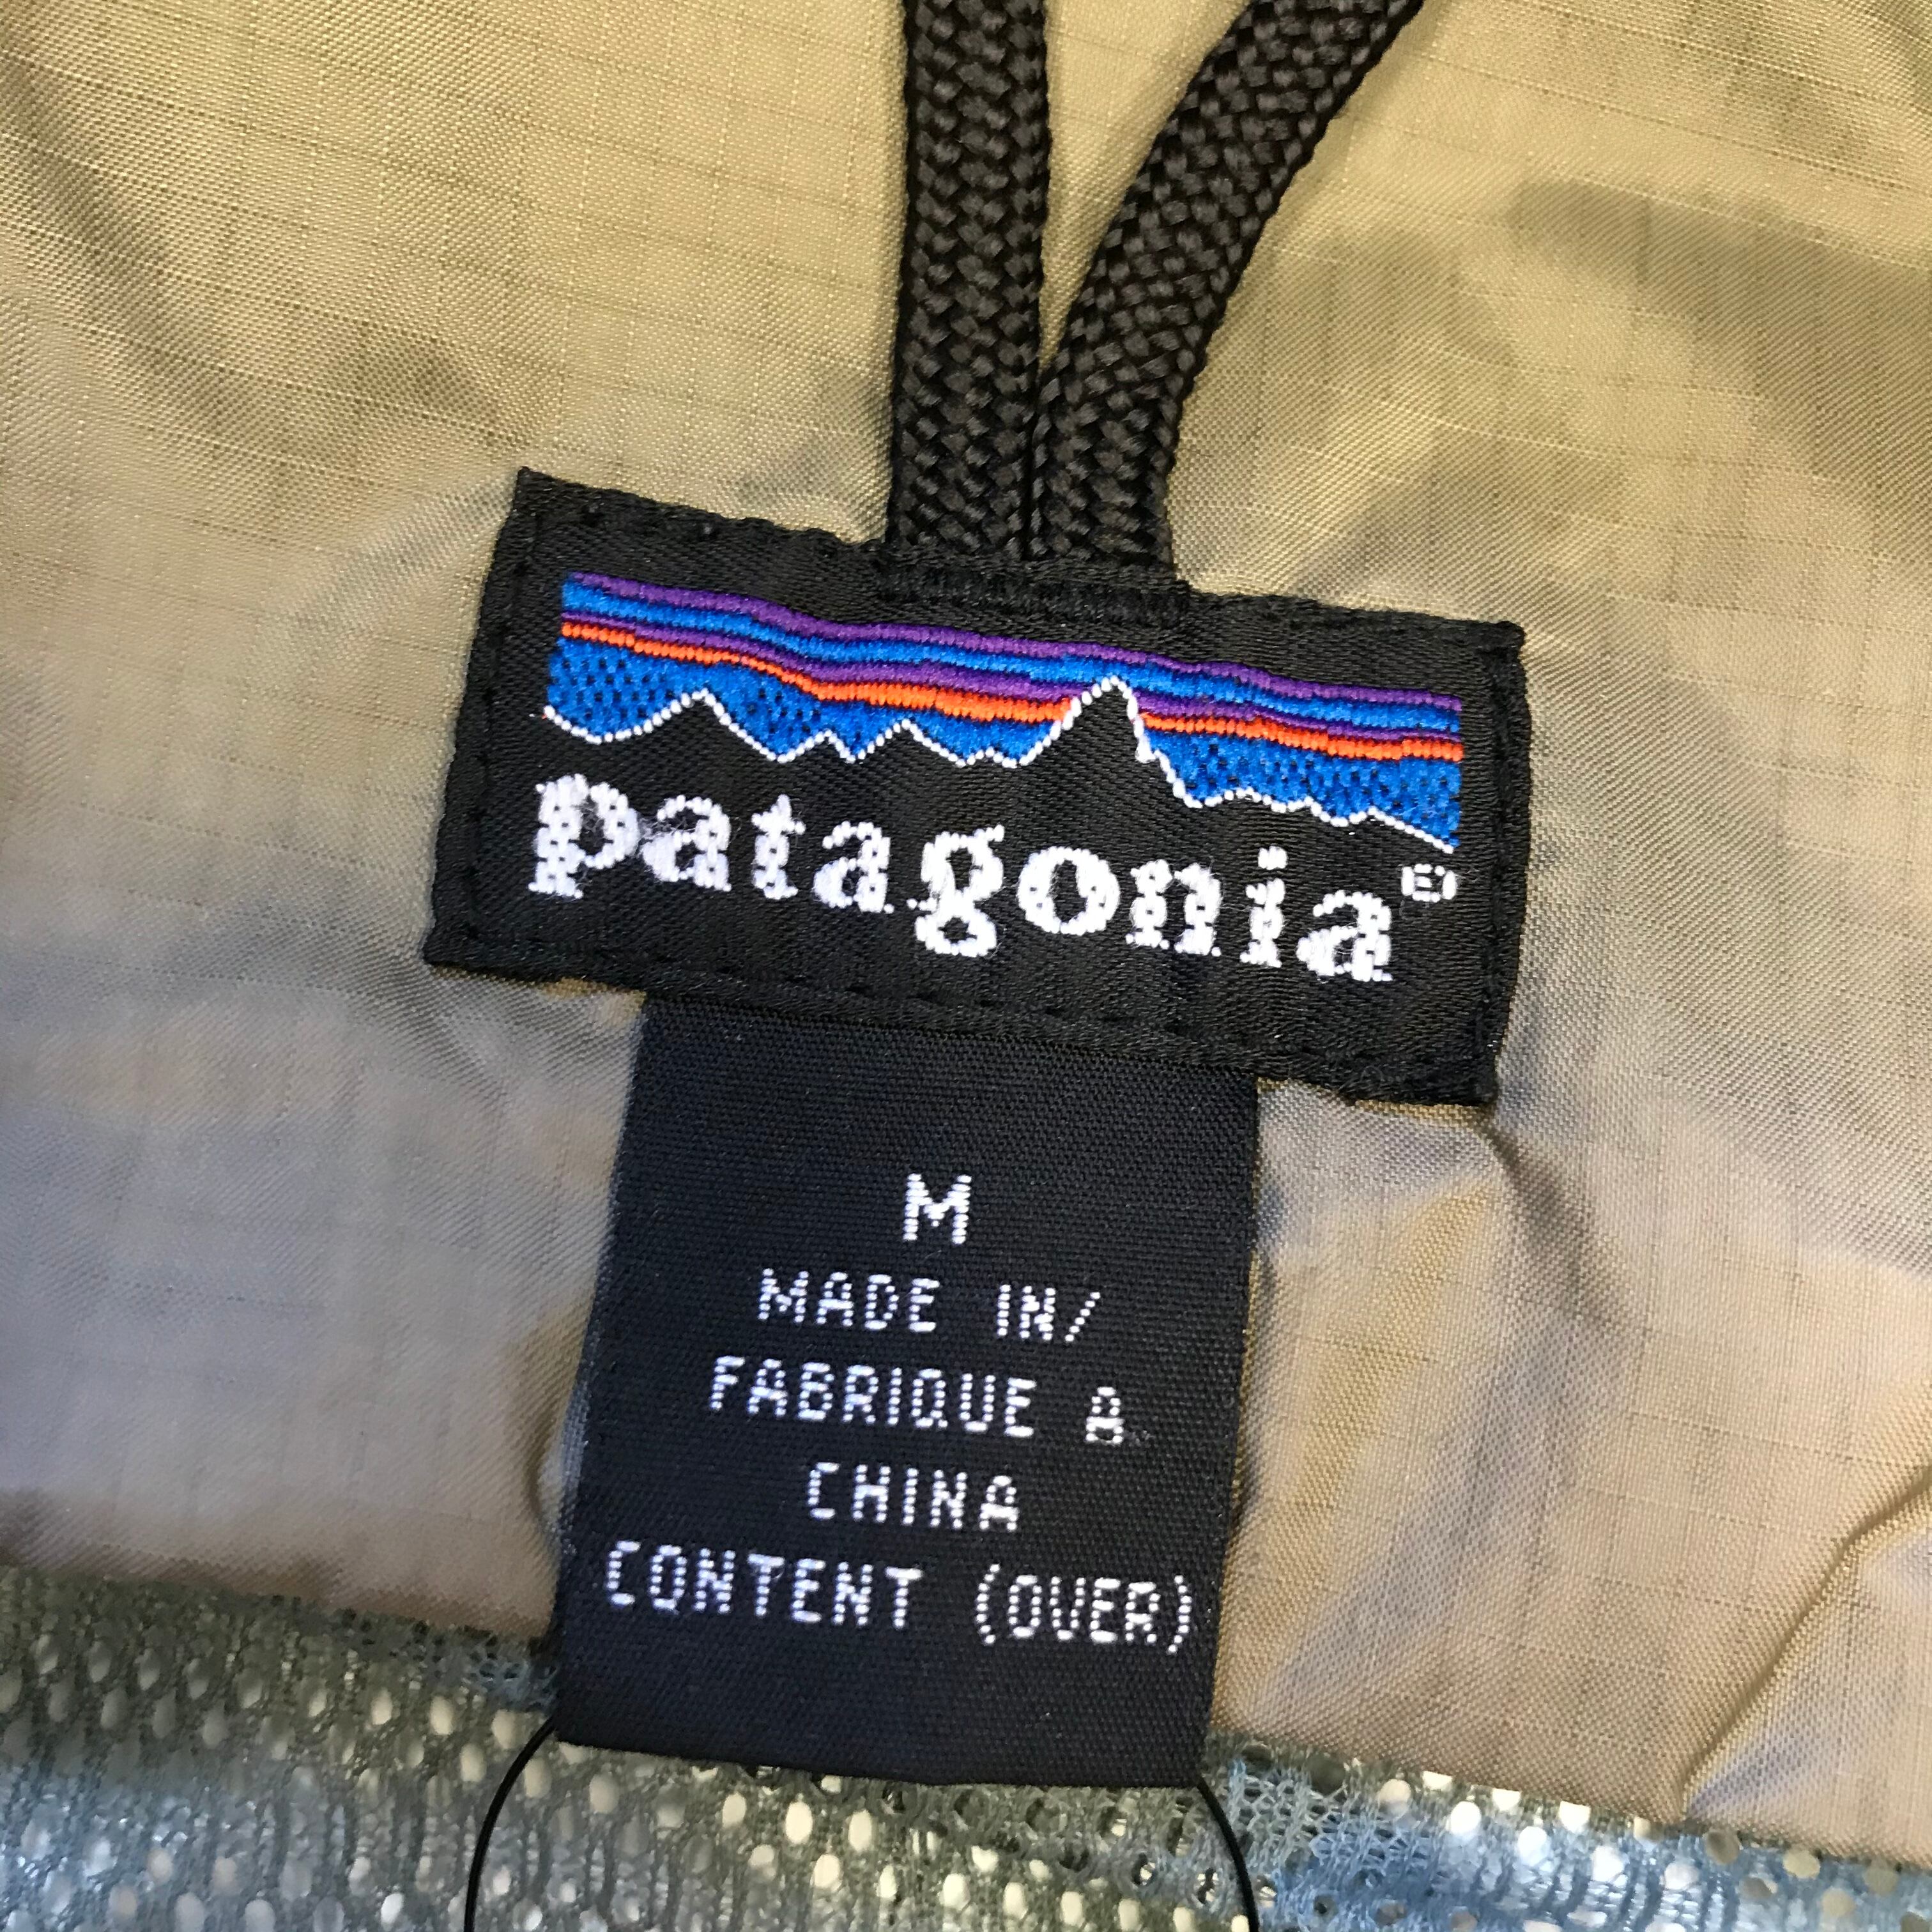 patagonia®
M
MADE IN/
FABRIQUE A
CHINA
CONTENT (OVER)